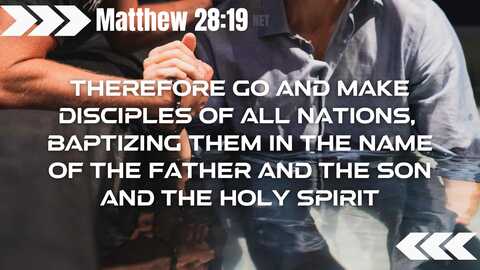 Matthew 28:19 NET
THEREFORE GO AND MAKE
DISCIPLES OF ALL NATIONS,
BAPTIZING THEM IN THE NAME
OF THE FATHER AND THE SON
AND THE HOLY SPIRIT